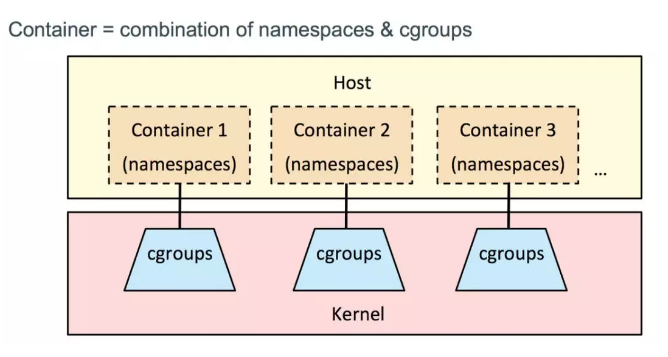 Container = combination of namespaces & cgroups
Host
Container 1
(namespaces)
Container 2
(namespaces)
Container 3
(namespaces)
...
cgroups
cgroups
cgroups
Kernel